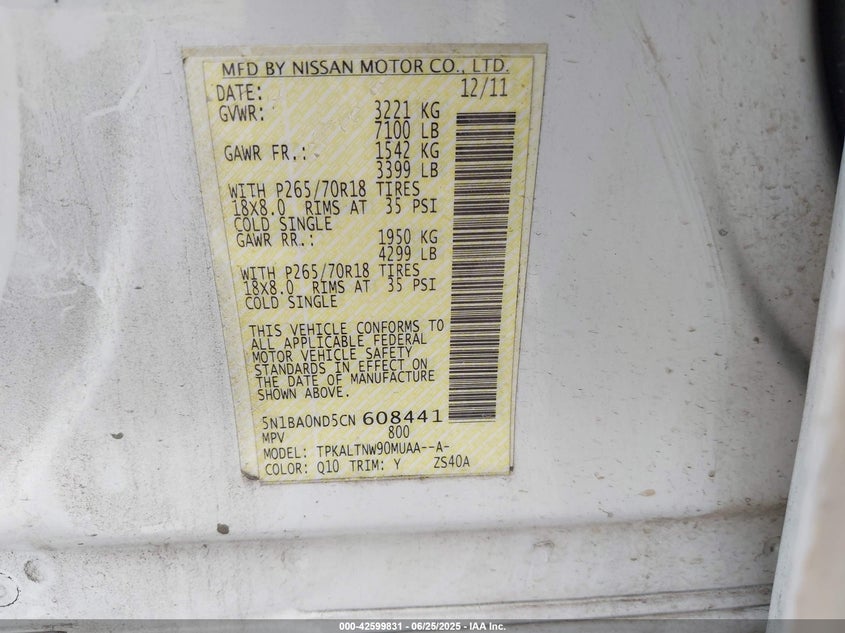 MFD BY NISSAN MOTOR CO., LTD.
DATE: 12/11
GVWR: 3221 KG
7100 LB
GAWR FR.: 1542 KG
3399 LB
WITH P265/70R18 TIRES
18X8.0 RIMS AT 35 PSI
COLD SINGLE
GAWR RR.: 1950 KG
4299 LB
WITH P265/70R18 TIRES
18X8.0 RIMS AT 35 PSI
COLD SINGLE
THIS VEHICLE CONFORMS TO
ALL APPLICABLE FEDERAL
MOTOR VEHICLE SAFETY
STANDARDS IN EFFECT ON
THE DATE OF MANUFACTURE
SHOWN ABOVE.
5N1BA0ND5CN 608441
MPV 800
MODEL: TPKALTNW90MUAA--A-
COLOR: Q10 TRIM: Y ZS40A
000-42599831 - 06/25/2025 - IAA Inc.